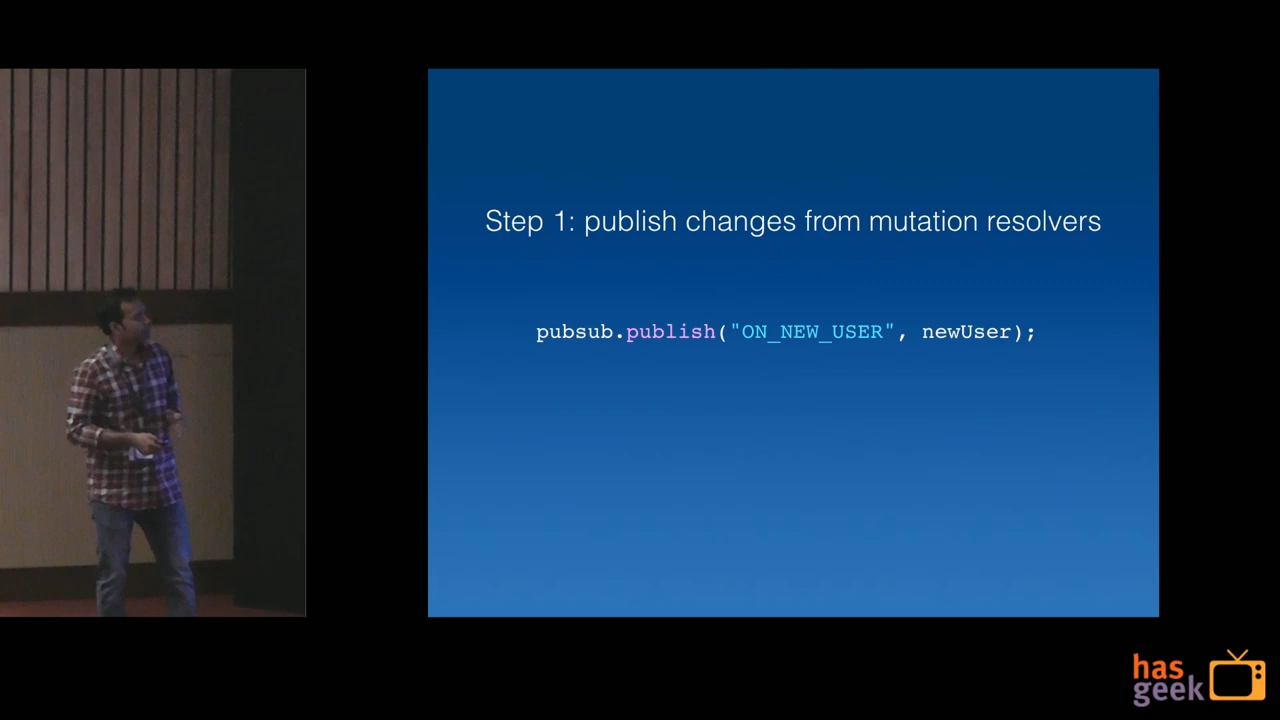 Step 1: publish changes from mutation resolvers
pubsub.publish("ON_NEW_USER", newUser);
has
geek